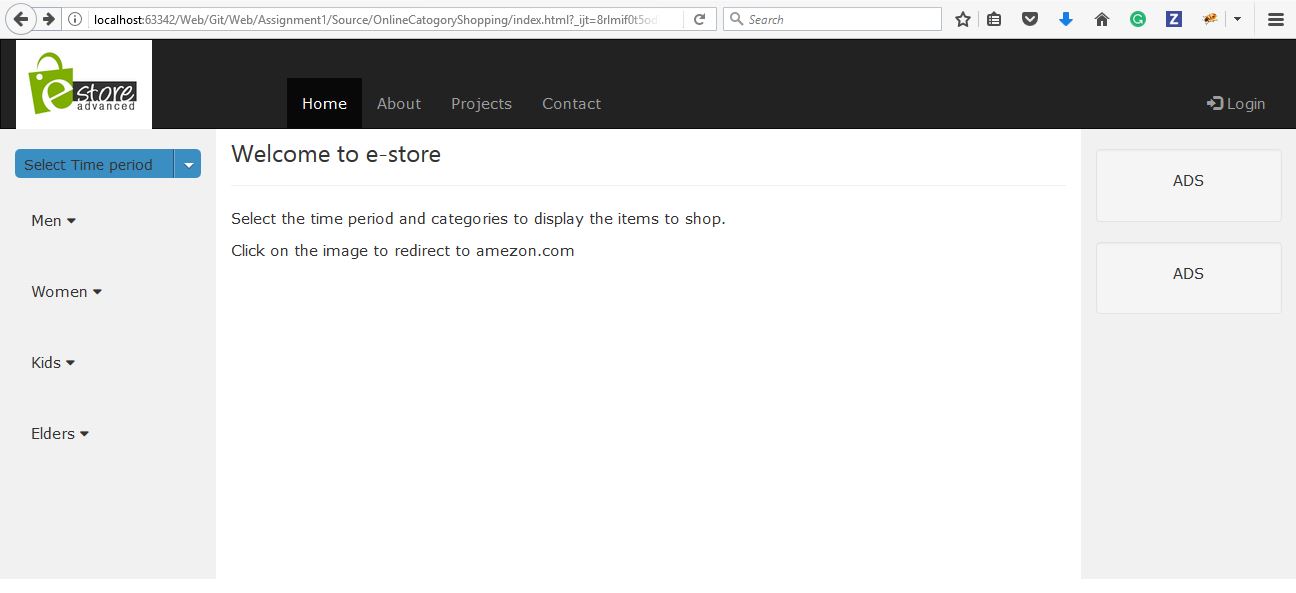 localhost:63342/Web/Git/Web/Assignment1/Source/OnlineCatogoryShopping/index.html?_ijt=8rlmif0t5od
Search
e store
advanced
Home About Projects Contact Login
Select Time period
Men
Women
Kids
Elders
Welcome to e-store
Select the time period and categories to display the items to shop.
Click on the image to redirect to amezon.com
ADS
ADS